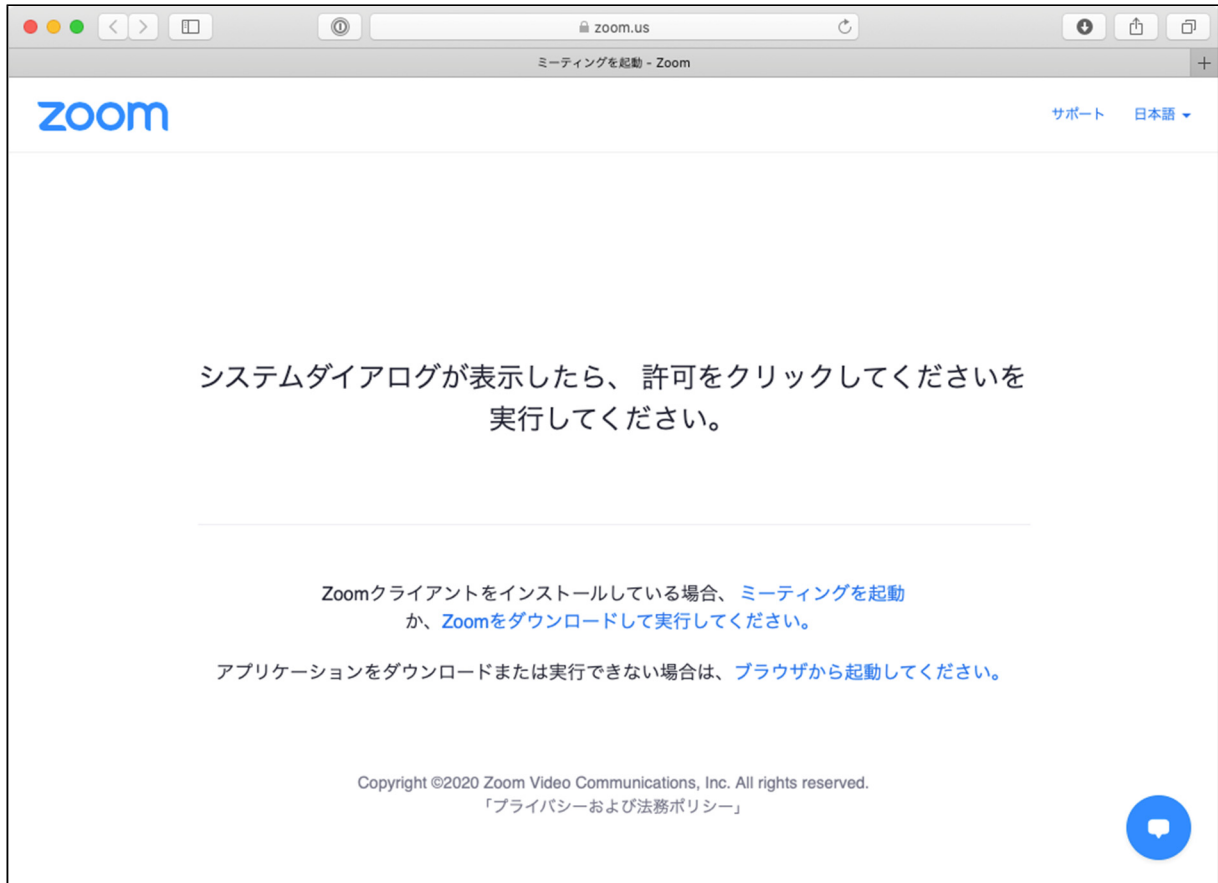 zoom.us
ミーティングを起動 - Zoom
zoom
サポート 日本語
システムダイアログが表示したら、 許可をクリックしてくださいを
実行してください。
Zoomクライアントをインストールしている場合、 ミーティングを起動
か、Zoomをダウンロードして実行してください。
アプリケーションをダウンロードまたは実行できない場合は、ブラウザから起動してください。
Copyright ©2020 Zoom Video Communications, Inc. All rights reserved.
「プライバシーおよび法務ポリシー」